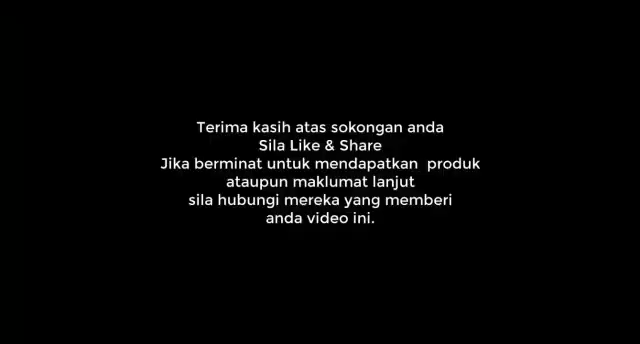 Terima kasih atas sokongan anda
Sila Like & Share
Jika berminat untuk mendapatkan produk
ataupun maklumat lanjut
sila hubungi mereka yang memberi
anda video ini.